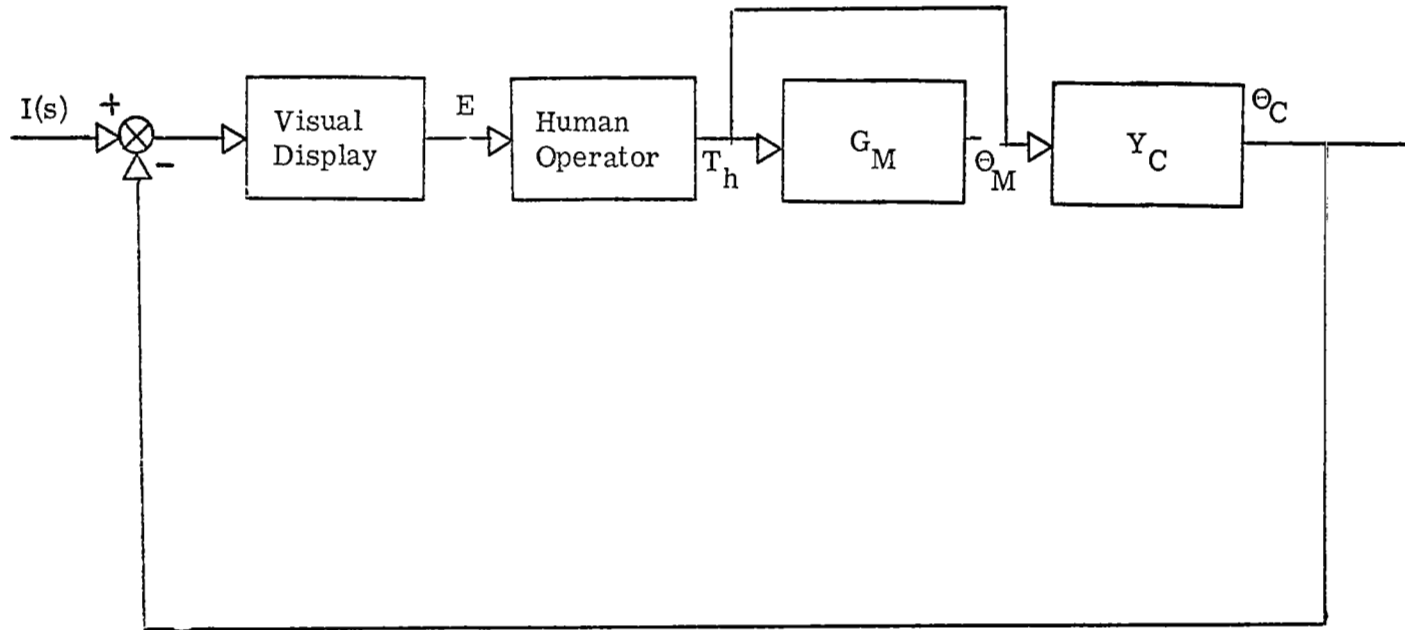 I(s)
+
-
Visual
Display
E
Human
Operator
T_h
G_M
Θ_M
Y_C
Θ_C